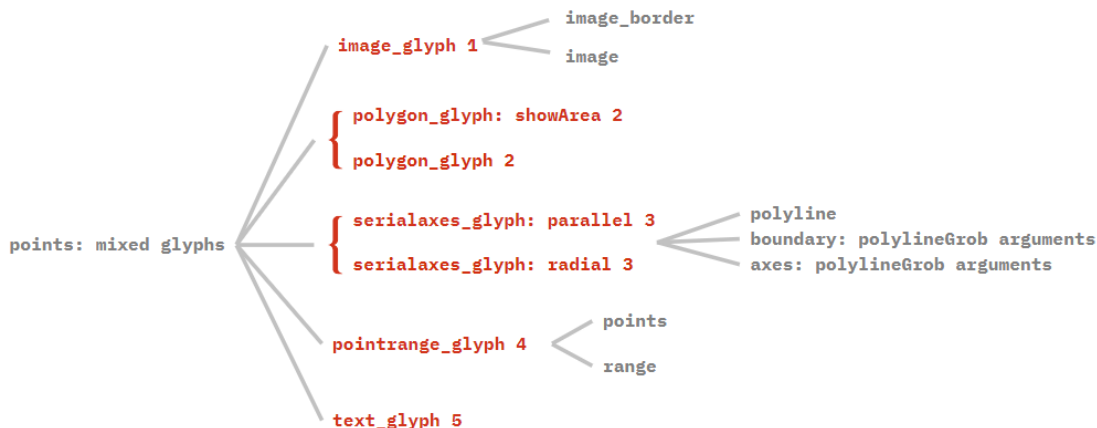 image_border
image_glyph 1
image
polygon_glyph: showArea 2
polygon_glyph 2
points: mixed glyphs
serialaxes_glyph: parallel 3
serialaxes_glyph: radial 3
polyline
boundary: polylineGrob arguments
axes: polylineGrob arguments
pointrange_glyph 4
points
range
text_glyph 5